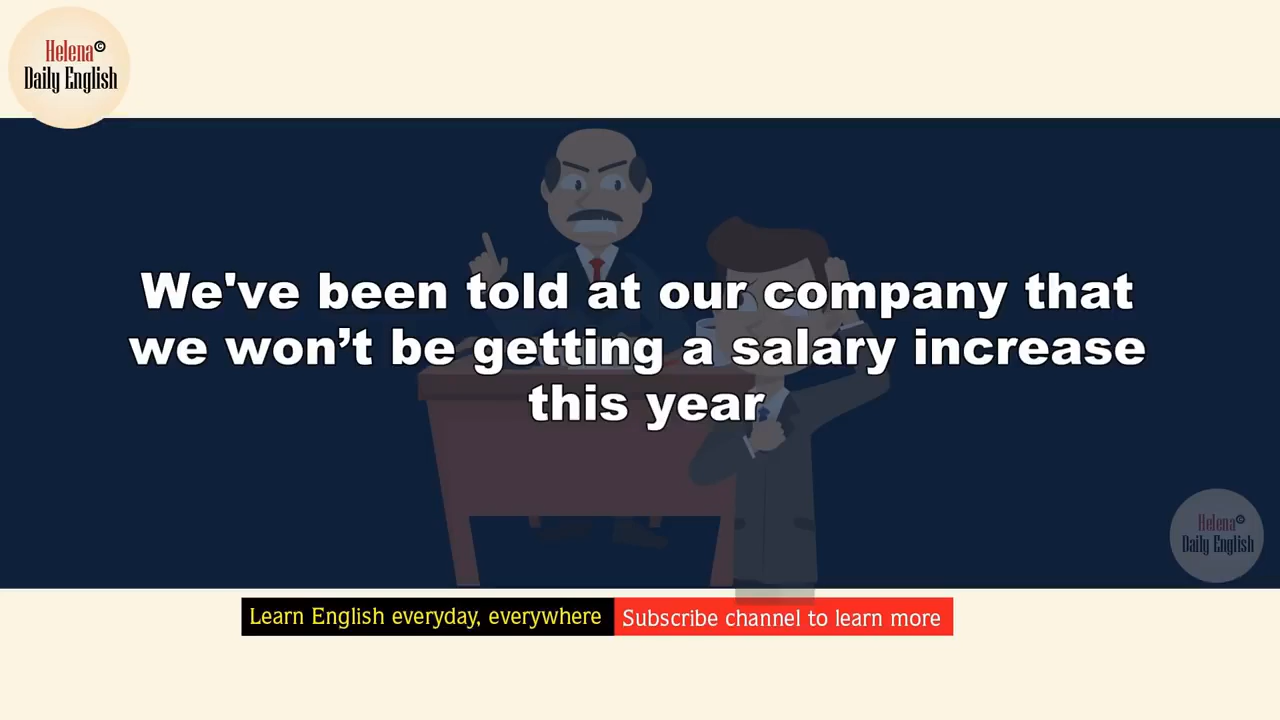 Helena©
Daily English
We've been told at our company that
we won’t be getting a salary increase
this year
Helena©
Daily English
Learn English everyday, everywhere
Subscribe channel to learn more